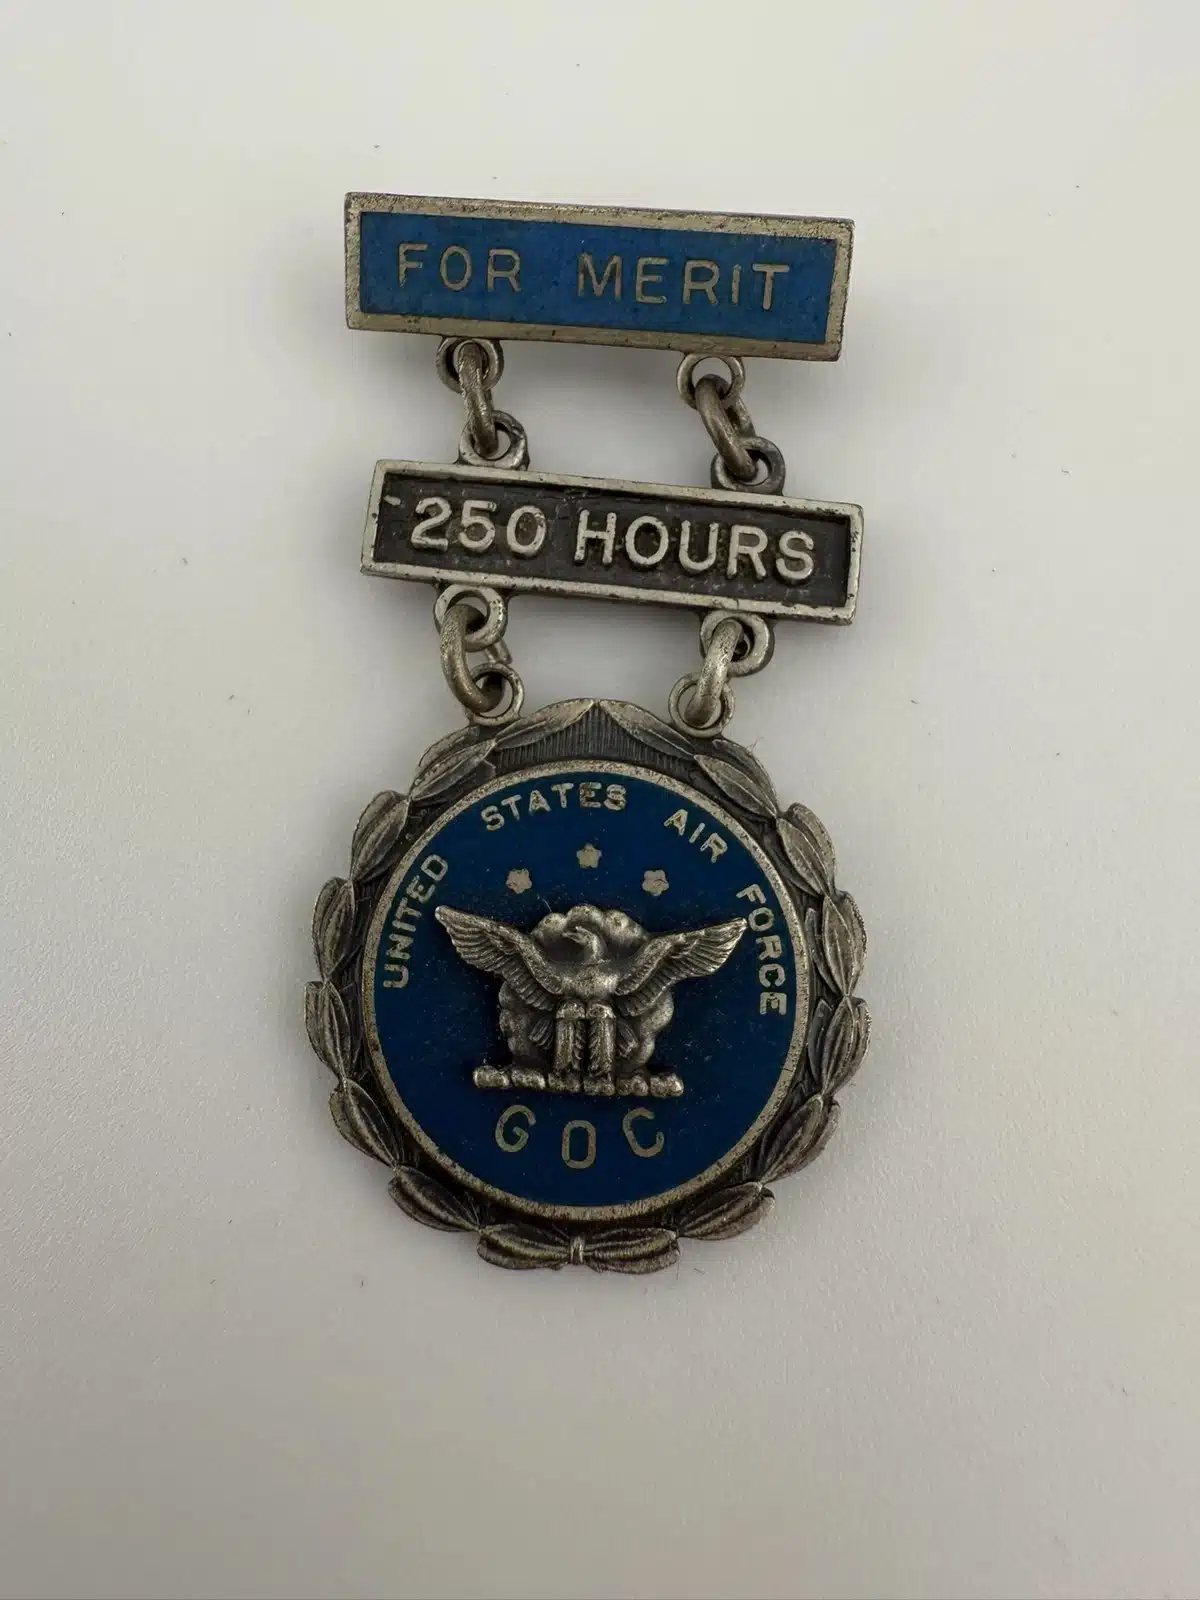 FOR MERIT
250 HOURS
UNITED STATES AIR FORCE
GOC